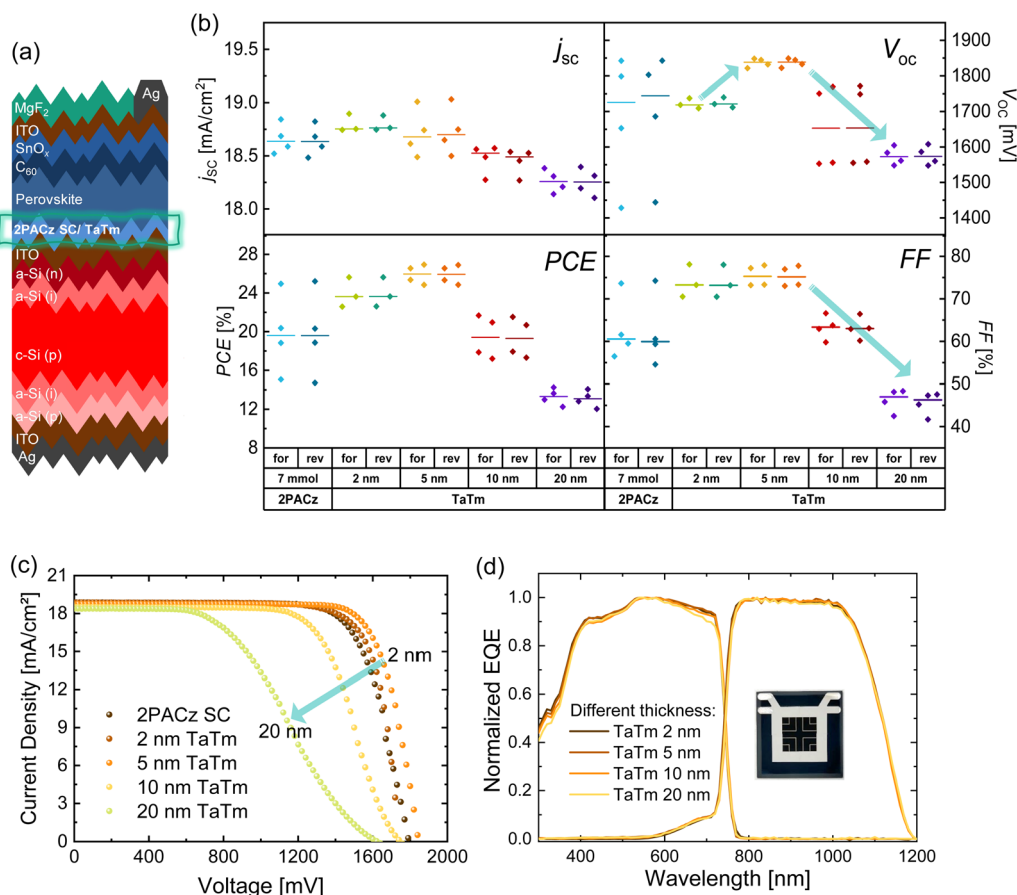 (a)
Ag
MgF2
ITO
SnOx
C60
Perovskite
2PACz SC/ TaTm
ITO
a-Si (n)
a-Si (i)
c-Si (p)
a-Si (i)
a-Si (p)
ITO
Ag
(b)
19.5
19.0
18.5
18.0
jSC [mA/cm²]
jsc
Voc
1900
1800
1700
1600
1500
1400
VOC [mV]
26
23
20
17
14
11
8
PCE [%]
PCE
FF
80
70
60
50
40
FF [%]
for rev for rev for rev for rev for rev for rev for rev for rev for rev for rev
7 mmol 2 nm 5 nm 10 nm 20 nm 7 mmol 2 nm 5 nm 10 nm 20 nm
2PACz TaTm 2PACz TaTm
(c)
21
18
15
12
9
6
3
0
Current Density [mA/cm²]
2 nm
20 nm
2PACz SC
2 nm TaTm
5 nm TaTm
10 nm TaTm
20 nm TaTm
0 400 800 1200 1600 2000
Voltage [mV]
(d)
1.0
0.8
0.6
0.4
0.2
0.0
Normalized EQE
Different thickness:
TaTm 2 nm
TaTm 5 nm
TaTm 10 nm
TaTm 20 nm
400 600 800 1000 1200
Wavelength [nm]